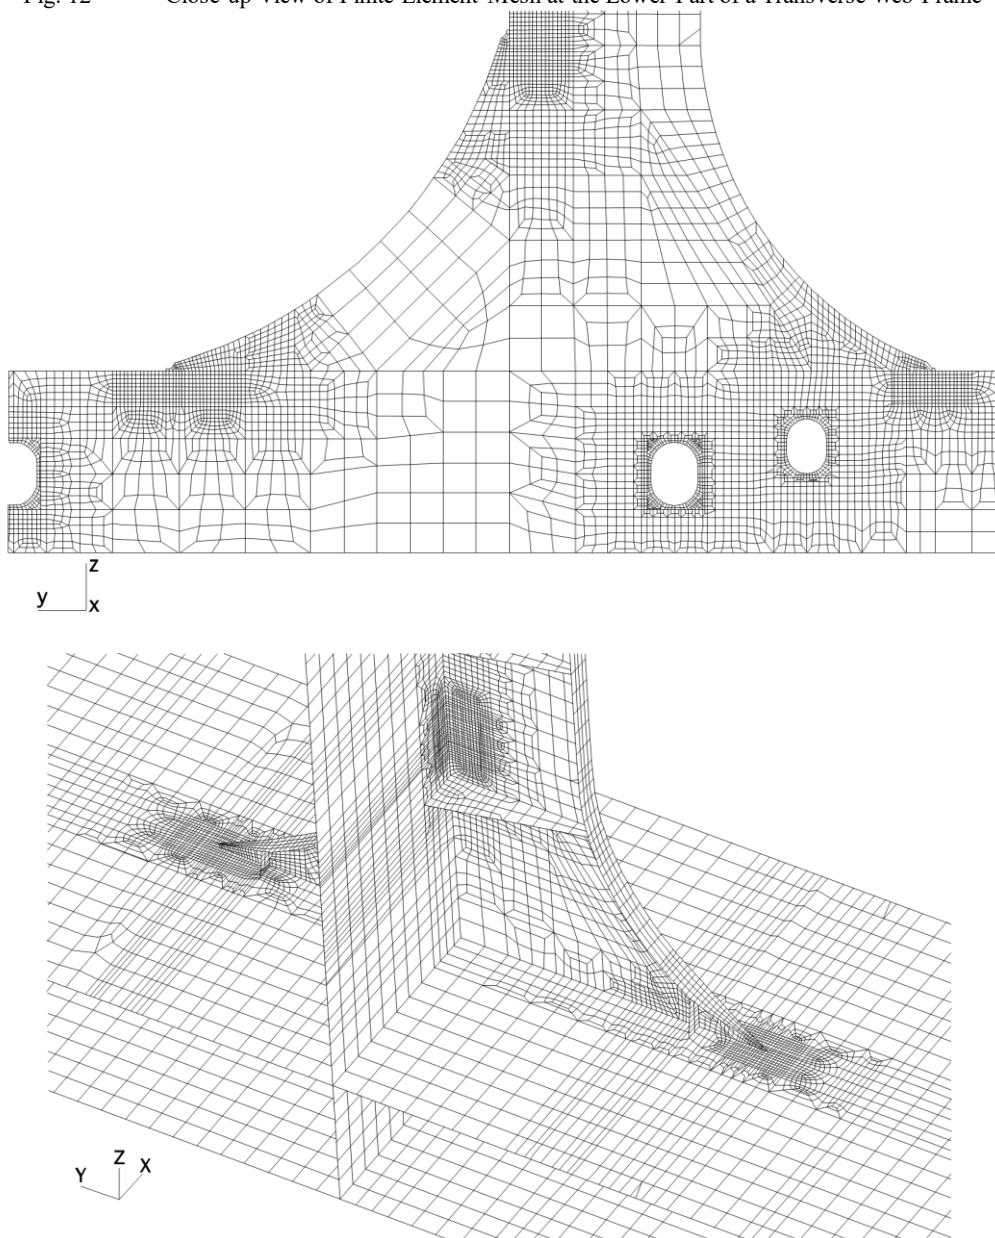 Fig. 12 Close-up View of Finite Element Mesh at the Lower Part of a Transverse Web Frame
z
y x
Z X
Y